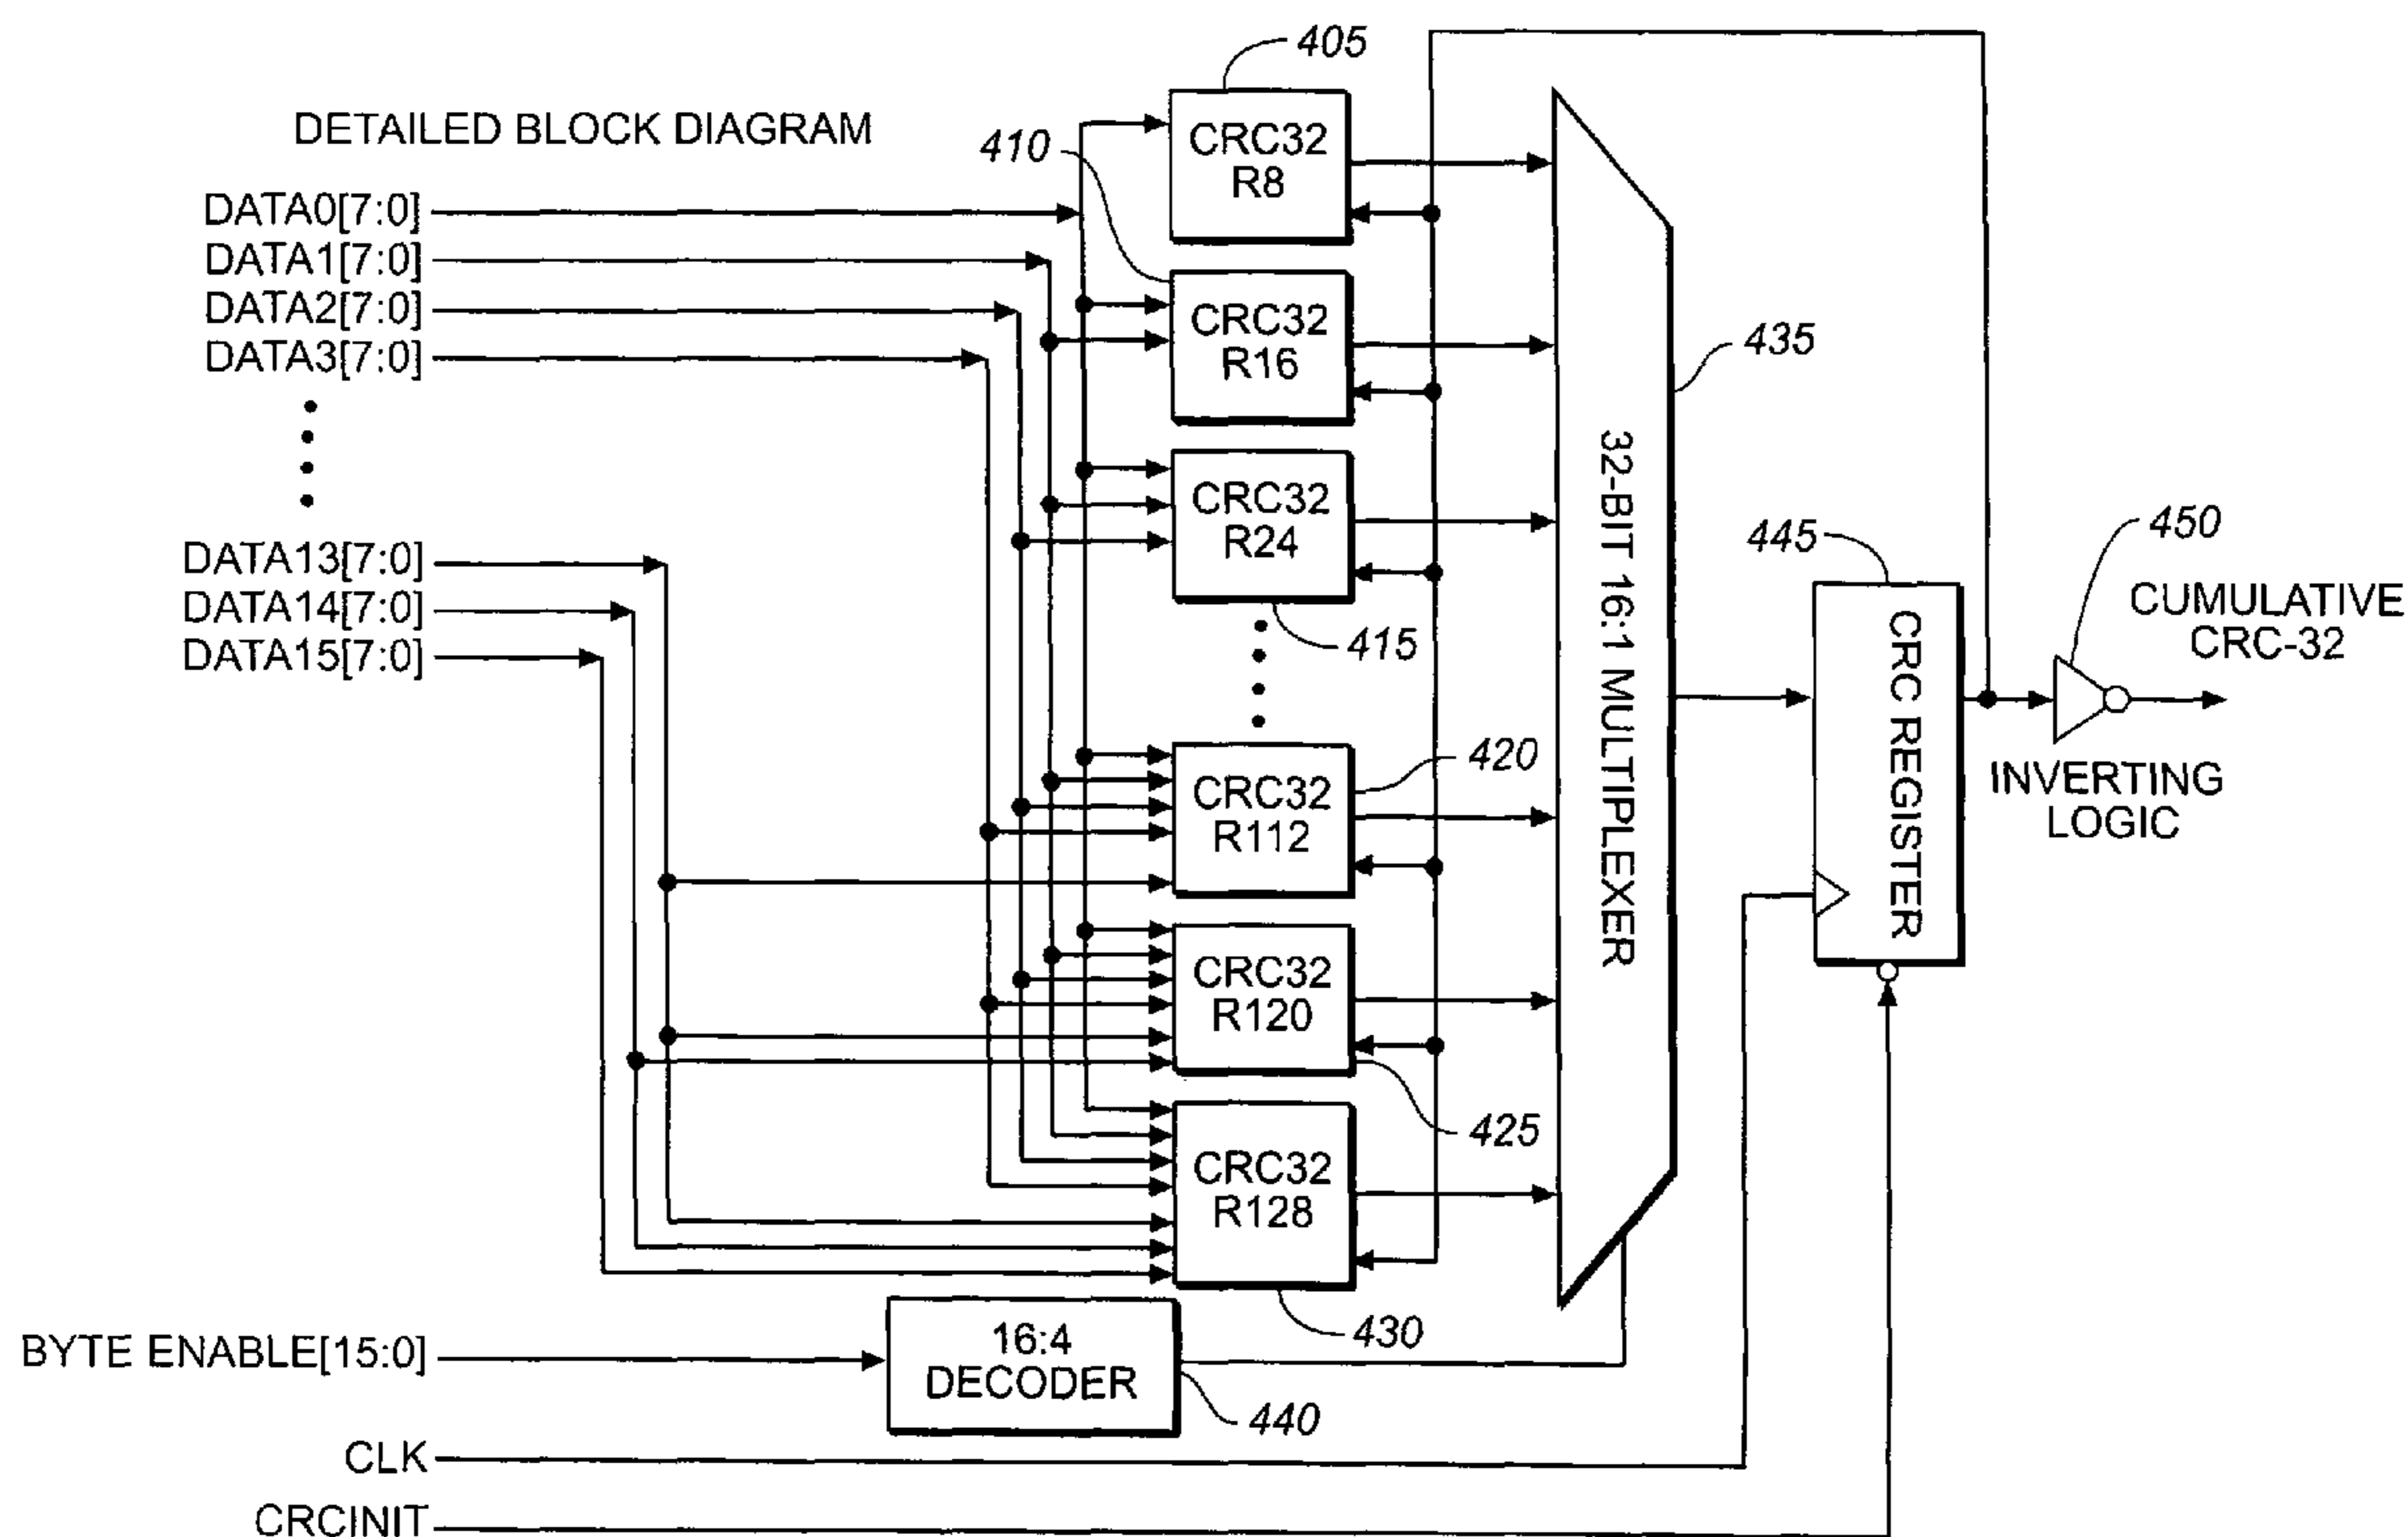 DETAILED BLOCK DIAGRAM
DATA0[7:0]
DATA1[7:0]
DATA2[7:0]
DATA3[7:0]
DATA13[7:0]
DATA14[7:0]
DATA15[7:0]
BYTE ENABLE[15:0]
CLK
CRCINIT
405
CRC32
R8
410
CRC32
R16
CRC32
R24
415
420
CRC32
R112
CRC32
R120
425
CRC32
R128
430
16:4
DECODER
440
32-BIT 16:1 MULTIPLEXER
435
445
CRC REGISTER
450
CUMULATIVE
CRC-32
INVERTING
LOGIC